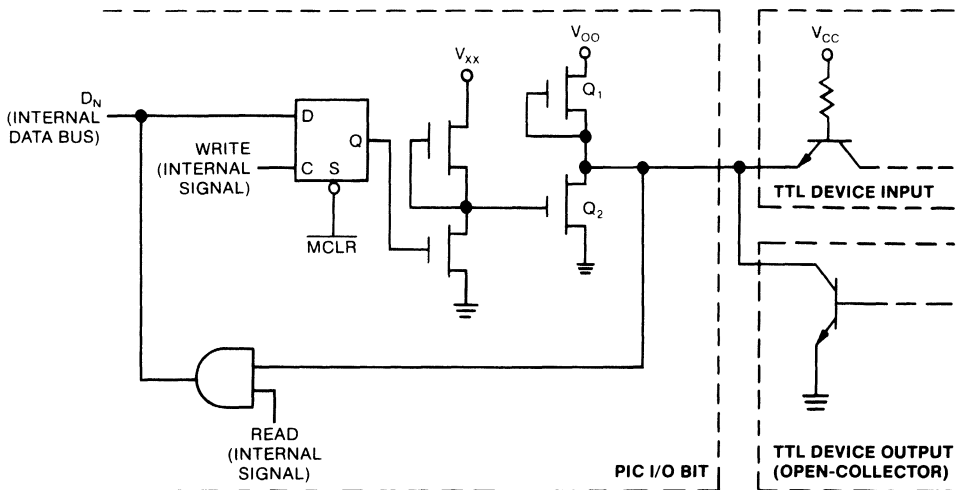 D_N
(INTERNAL
DATA BUS)
WRITE
(INTERNAL
SIGNAL)
D
Q
C
S
MCLR
V_XX
V_OO
Q_1
Q_2
READ
(INTERNAL
SIGNAL)
PIC I/O BIT
V_CC
TTL DEVICE INPUT
TTL DEVICE OUTPUT
(OPEN-COLLECTOR)